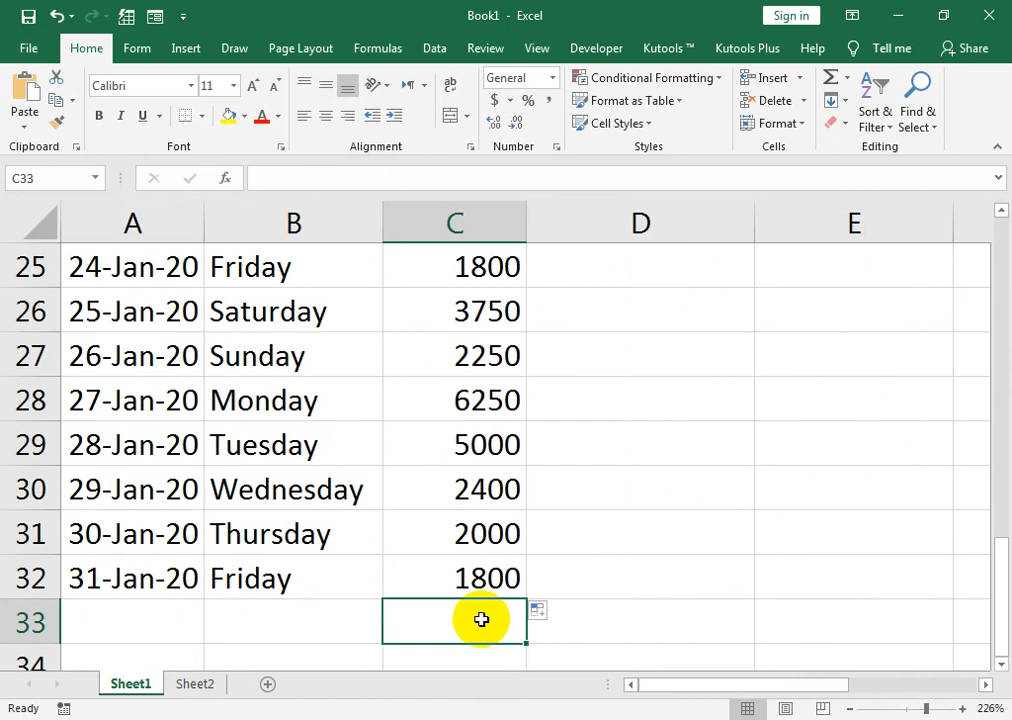 Book1 - Excel
Sign in
File Home Form Insert Draw Page Layout Formulas Data Review View Developer Kutools ™ Kutools Plus Help Tell me Share
Paste
Clipboard
Calibri 11
B I U A
Font
ab
Alignment
General
$ % ,
Number
Conditional Formatting
Format as Table
Cell Styles
Styles
Insert
Delete
Format
Cells
Sort & Filter
Find & Select
Editing
C33 fx
A B C D E
25 24-Jan-20 Friday 1800
26 25-Jan-20 Saturday 3750
27 26-Jan-20 Sunday 2250
28 27-Jan-20 Monday 6250
29 28-Jan-20 Tuesday 5000
30 29-Jan-20 Wednesday 2400
31 30-Jan-20 Thursday 2000
32 31-Jan-20 Friday 1800
33
34
Sheet1 Sheet2
Ready 226%